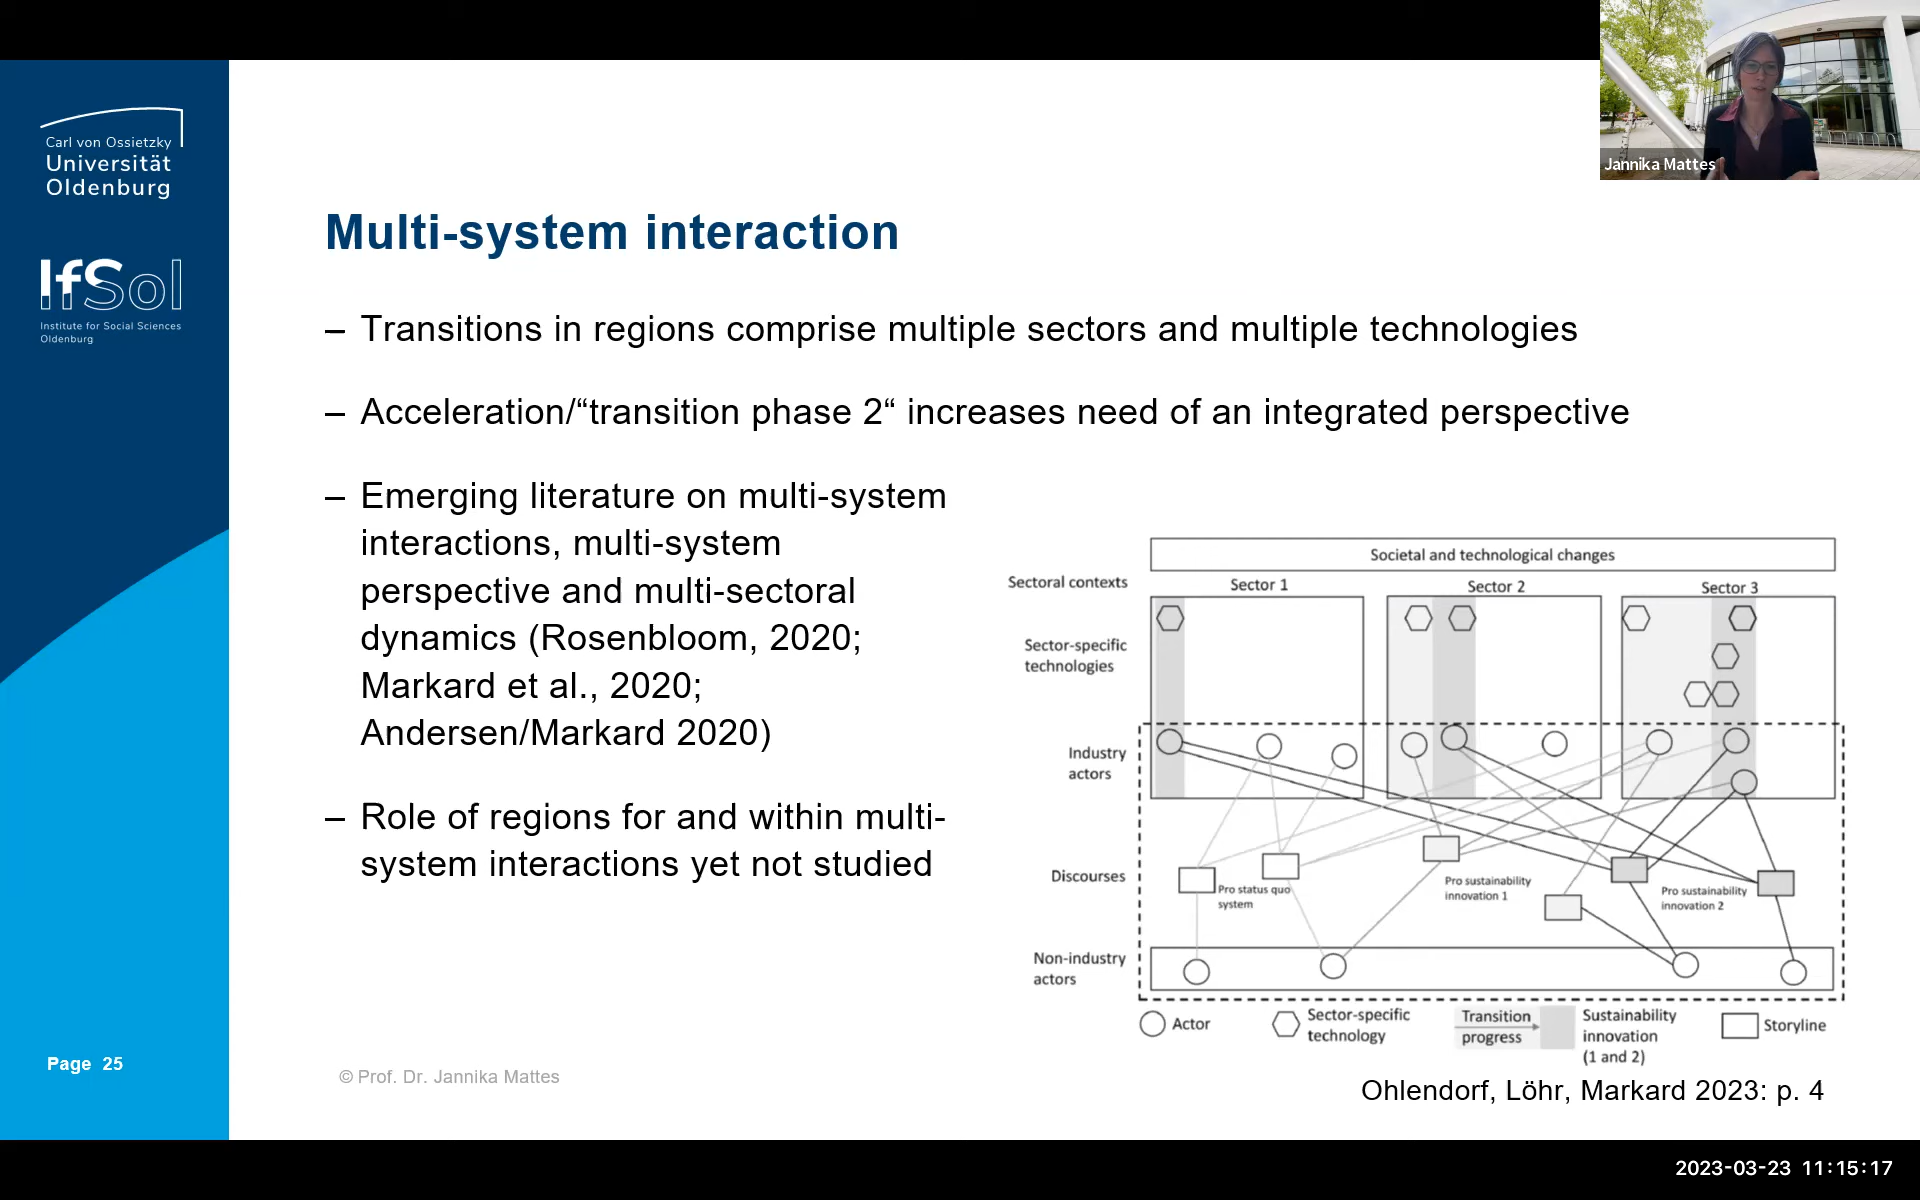 Jannika Mattes
Carl von Ossietzky
Universität
Oldenburg
IfSol
Institute for Social Sciences
Oldenburg
Multi-system interaction
– Transitions in regions comprise multiple sectors and multiple technologies
– Acceleration/“transition phase 2“ increases need of an integrated perspective
– Emerging literature on multi-system
interactions, multi-system
perspective and multi-sectoral
dynamics (Rosenbloom, 2020;
Markard et al., 2020;
Andersen/Markard 2020)
– Role of regions for and within multi-
system interactions yet not studied
Societal and technological changes
Sectoral contexts
Sector 1
Sector 2
Sector 3
Sector-specific
technologies
Industry
actors
Discourses
Pro status quo
system
Pro sustainability
innovation 1
Pro sustainability
innovation 2
Non-industry
actors
Actor
Sector-specific
technology
Transition
progress
Sustainability
innovation
(1 and 2)
Storyline
Ohlendorf, Löhr, Markard 2023: p. 4
Page 25
© Prof. Dr. Jannika Mattes
2023-03-23 11:15:17